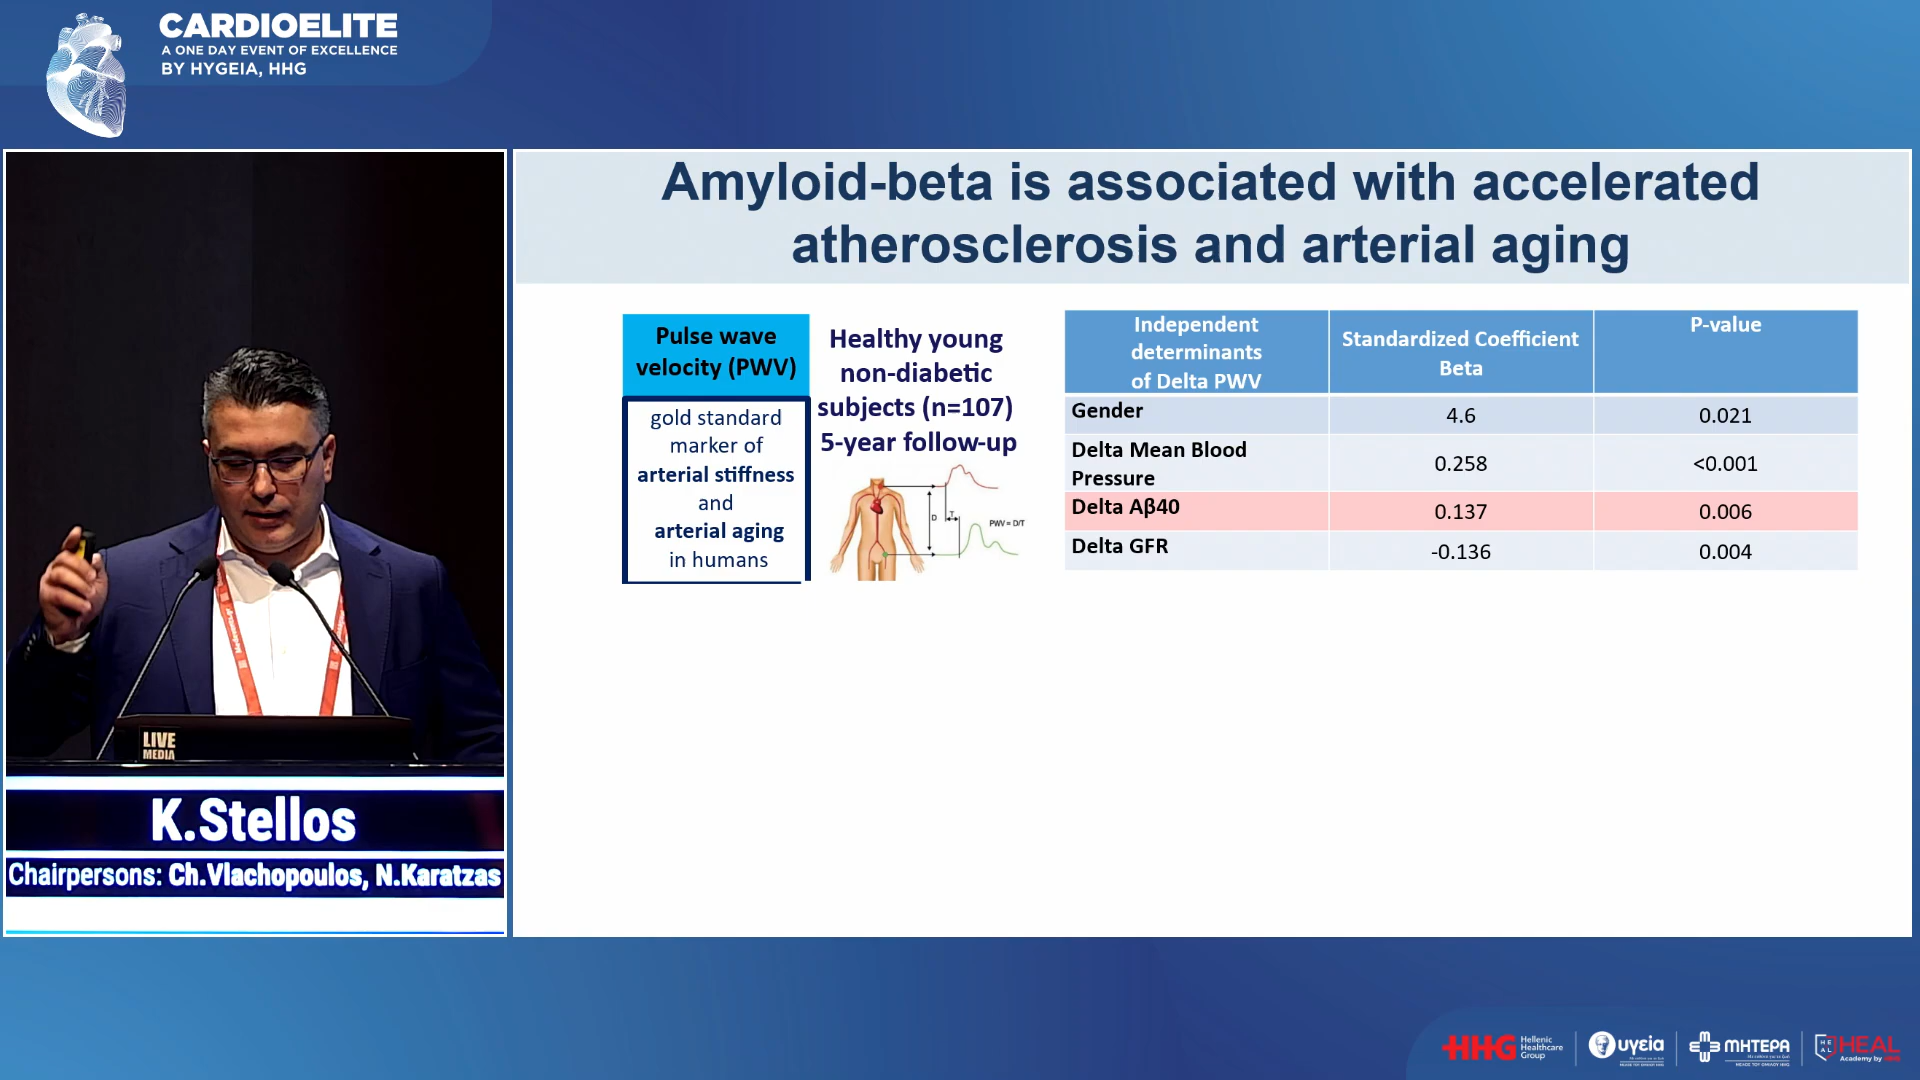 CARDIOELITE
A ONE DAY EVENT OF EXCELLENCE
BY HYGEIA, HHG
LIVE
MEDIA
K.Stellos
Chairpersons: Ch.Vlachopoulos, N.Karatzas
Amyloid-beta is associated with accelerated
atherosclerosis and arterial aging
Pulse wave
velocity (PWV)
gold standard
marker of
arterial stiffness
and
arterial aging
in humans
Healthy young
non-diabetic
subjects (n=107)
5-year follow-up
D
T
PWV = D/T
Independent
determinants
of Delta PWV
Standardized Coefficient
Beta
P-value
Gender
4.6
0.021
Delta Mean Blood
Pressure
0.258
<0.001
Delta Aβ40
0.137
0.006
Delta GFR
-0.136
0.004
HHG
Hellenic
Healthcare
Group
υγεία
ΜΗΤΕΡΑ
HEAL
HEAL
Academy by